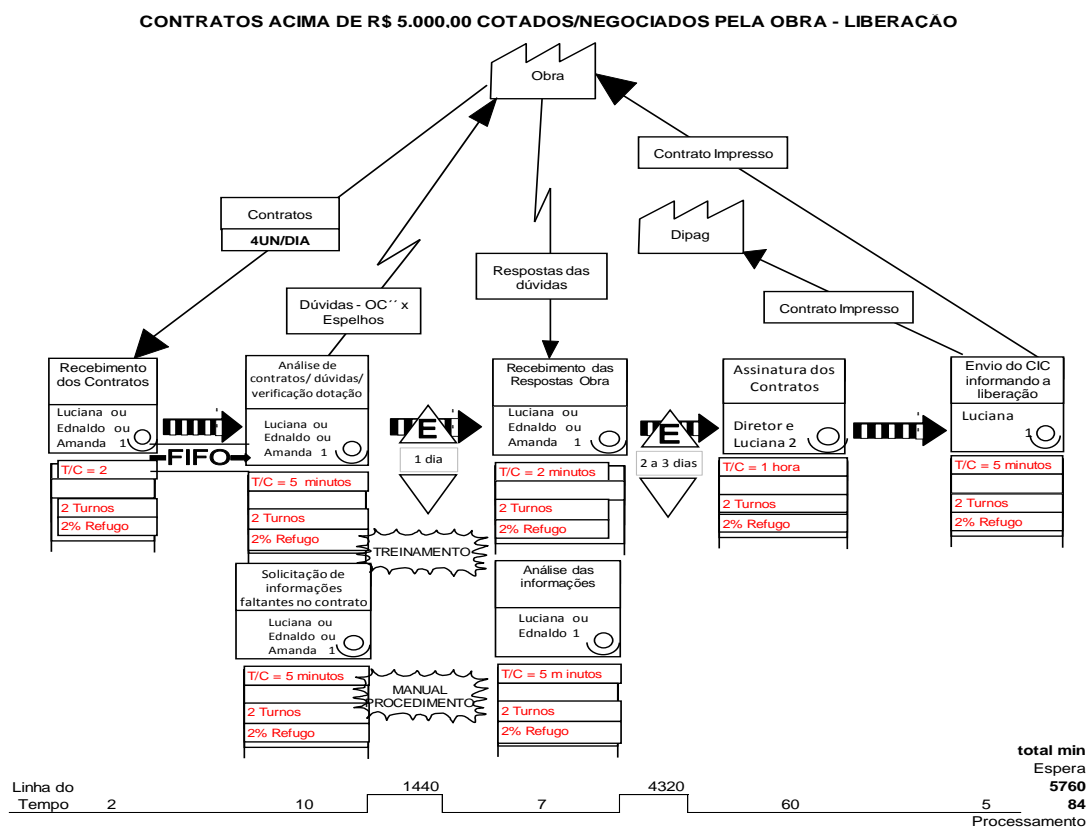 CONTRATOS ACIMA DE R$ 5.000,00 COTADOS/NEGOCIADOS PELA OBRA - LIBERAÇÃO
Obra
Contrato Impresso
Contratos
4UN/DIA
Dipag
Respostas das
dúvidas
Dúvidas - OC´´ x
Espelhos
Contrato Impresso
Recebimento
dos Contratos
Luciana ou
Ednaldo ou
Amanda 1
FIFO
T/C = 2
2 Turnos
2% Refugo
Análise de
contratos/ dúvidas/
verificação dotação
Luciana ou
Ednaldo ou
Amanda 1
T/C = 5 minutos
2 Turnos
2% Refugo
E
1 dia
Recebimento das
Respostas Obra
Luciana ou
Ednaldo ou
Amanda 1
T/C = 2 minutos
2 Turnos
2% Refugo
E
2 a 3 dias
Assinatura dos
Contratos
Diretor e
Luciana 2
T/C = 1 hora
2 Turnos
2% Refugo
Envio do CIC
informando a
liberação
Luciana
1
T/C = 5 minutos
2 Turnos
2% Refugo
TREINAMENTO
Solicitação de
informações
faltantes no contrato
Luciana ou
Ednaldo ou
Amanda 1
T/C = 5 minutos
2 Turnos
2% Refugo
MANUAL
PROCEDIMENTO
Análise das
informações
Luciana ou
Ednaldo 1
T/C = 5 m inutos
2 Turnos
2% Refugo
total min
Espera
Linha do 1440 4320 5760
Tempo 2 10 7 60 5 84
Processamento